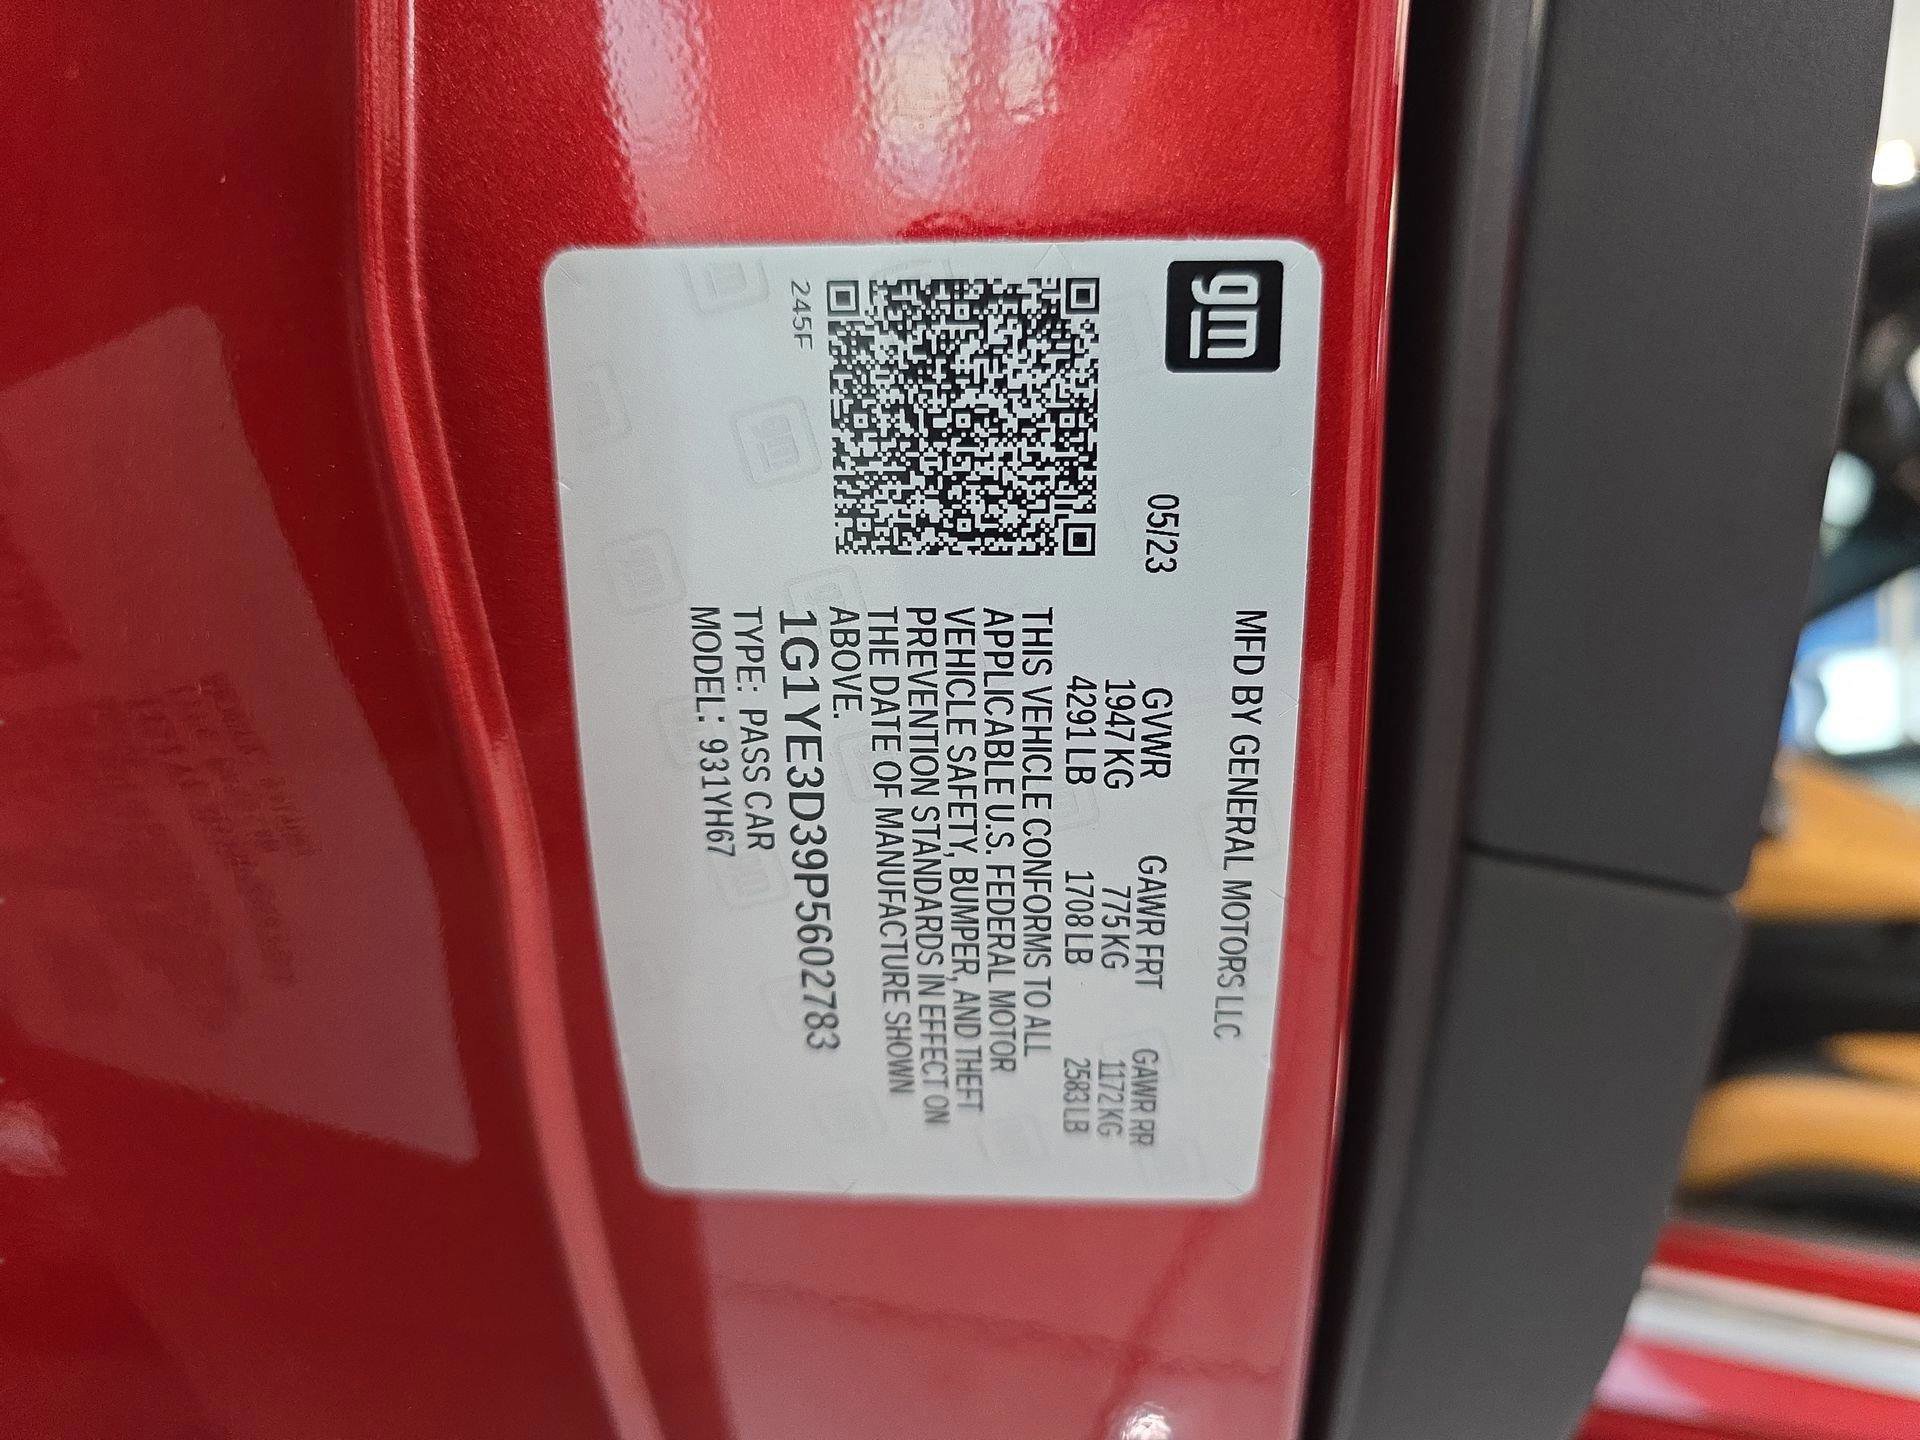 gm
MFD BY GENERAL MOTORS LLC
05/23
GVWR GAWR FRT GAWR RR
1947 KG 775 KG 1172 KG
4291 LB 1708 LB 2583 LB
THIS VEHICLE CONFORMS TO ALL
APPLICABLE U.S. FEDERAL MOTOR
VEHICLE SAFETY, BUMPER, AND THEFT
PREVENTION STANDARDS IN EFFECT ON
THE DATE OF MANUFACTURE SHOWN
ABOVE.
245F
1G1YE3D39P5602783
TYPE: PASS CAR
MODEL: 931YH67